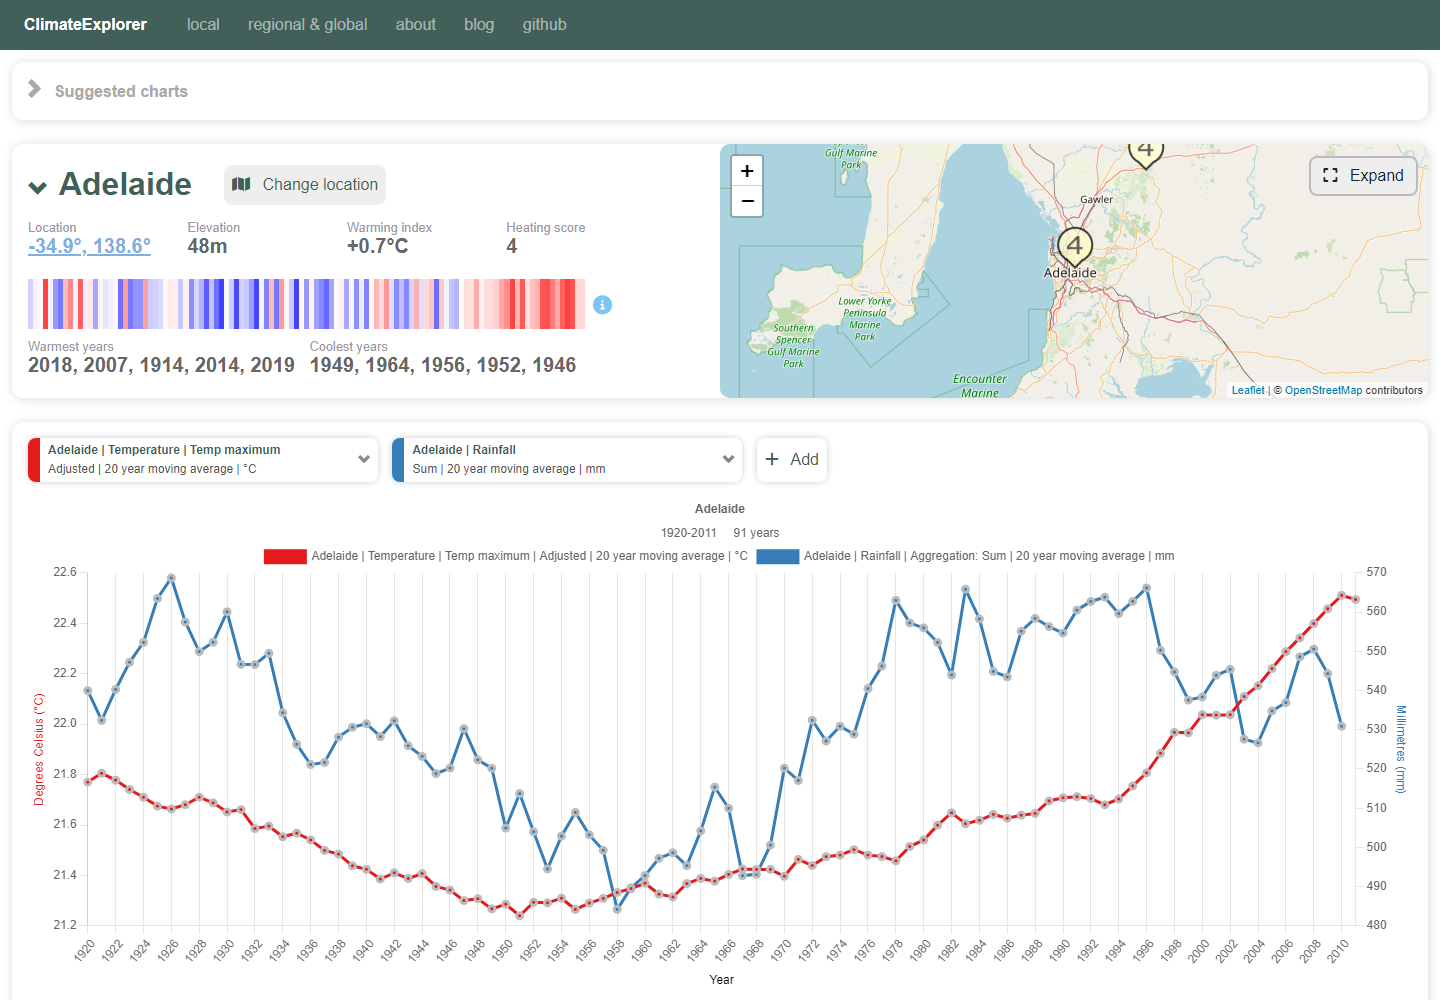 ClimateExplorer local regional & global about blog github
Suggested charts
Adelaide
Change location
Location Elevation Warming index Heating score
-34.9°, 138.6° 48m +0.7°C 4
Warmest years Coolest years
2018, 2007, 1914, 2014, 2019 1949, 1964, 1956, 1952, 1946
Gulf Marine
Park
4
+
−
Expand
Gawler
4
Adelaide
Lower Yorke
Peninsula
Marine
Park
Southern
Spencer
Gulf Marine
Park
Encounter
Marine
Leaflet | © OpenStreetMap contributors
Adelaide | Temperature | Temp maximum
Adjusted | 20 year moving average | °C
Adelaide | Rainfall
Sum | 20 year moving average | mm
+ Add
Adelaide
1920-2011 91 years
Adelaide | Temperature | Temp maximum | Adjusted | 20 year moving average | °C
Adelaide | Rainfall | Aggregation: Sum | 20 year moving average | mm
Degrees Celsius (°C)
22.6
22.4
22.2
22.0
21.8
21.6
21.4
21.2
570
560
550
540
530
520
510
500
490
480
Millimetres (mm)
1920 1922 1924 1926 1928 1930 1932 1934 1936 1938 1940 1942 1944 1946 1948 1950 1952 1954 1956 1958 1960 1962 1964 1966 1968 1970 1972 1974 1976 1978 1980 1982 1984 1986 1988 1990 1992 1994 1996 1998 2000 2002 2004 2006 2008 2010
Year